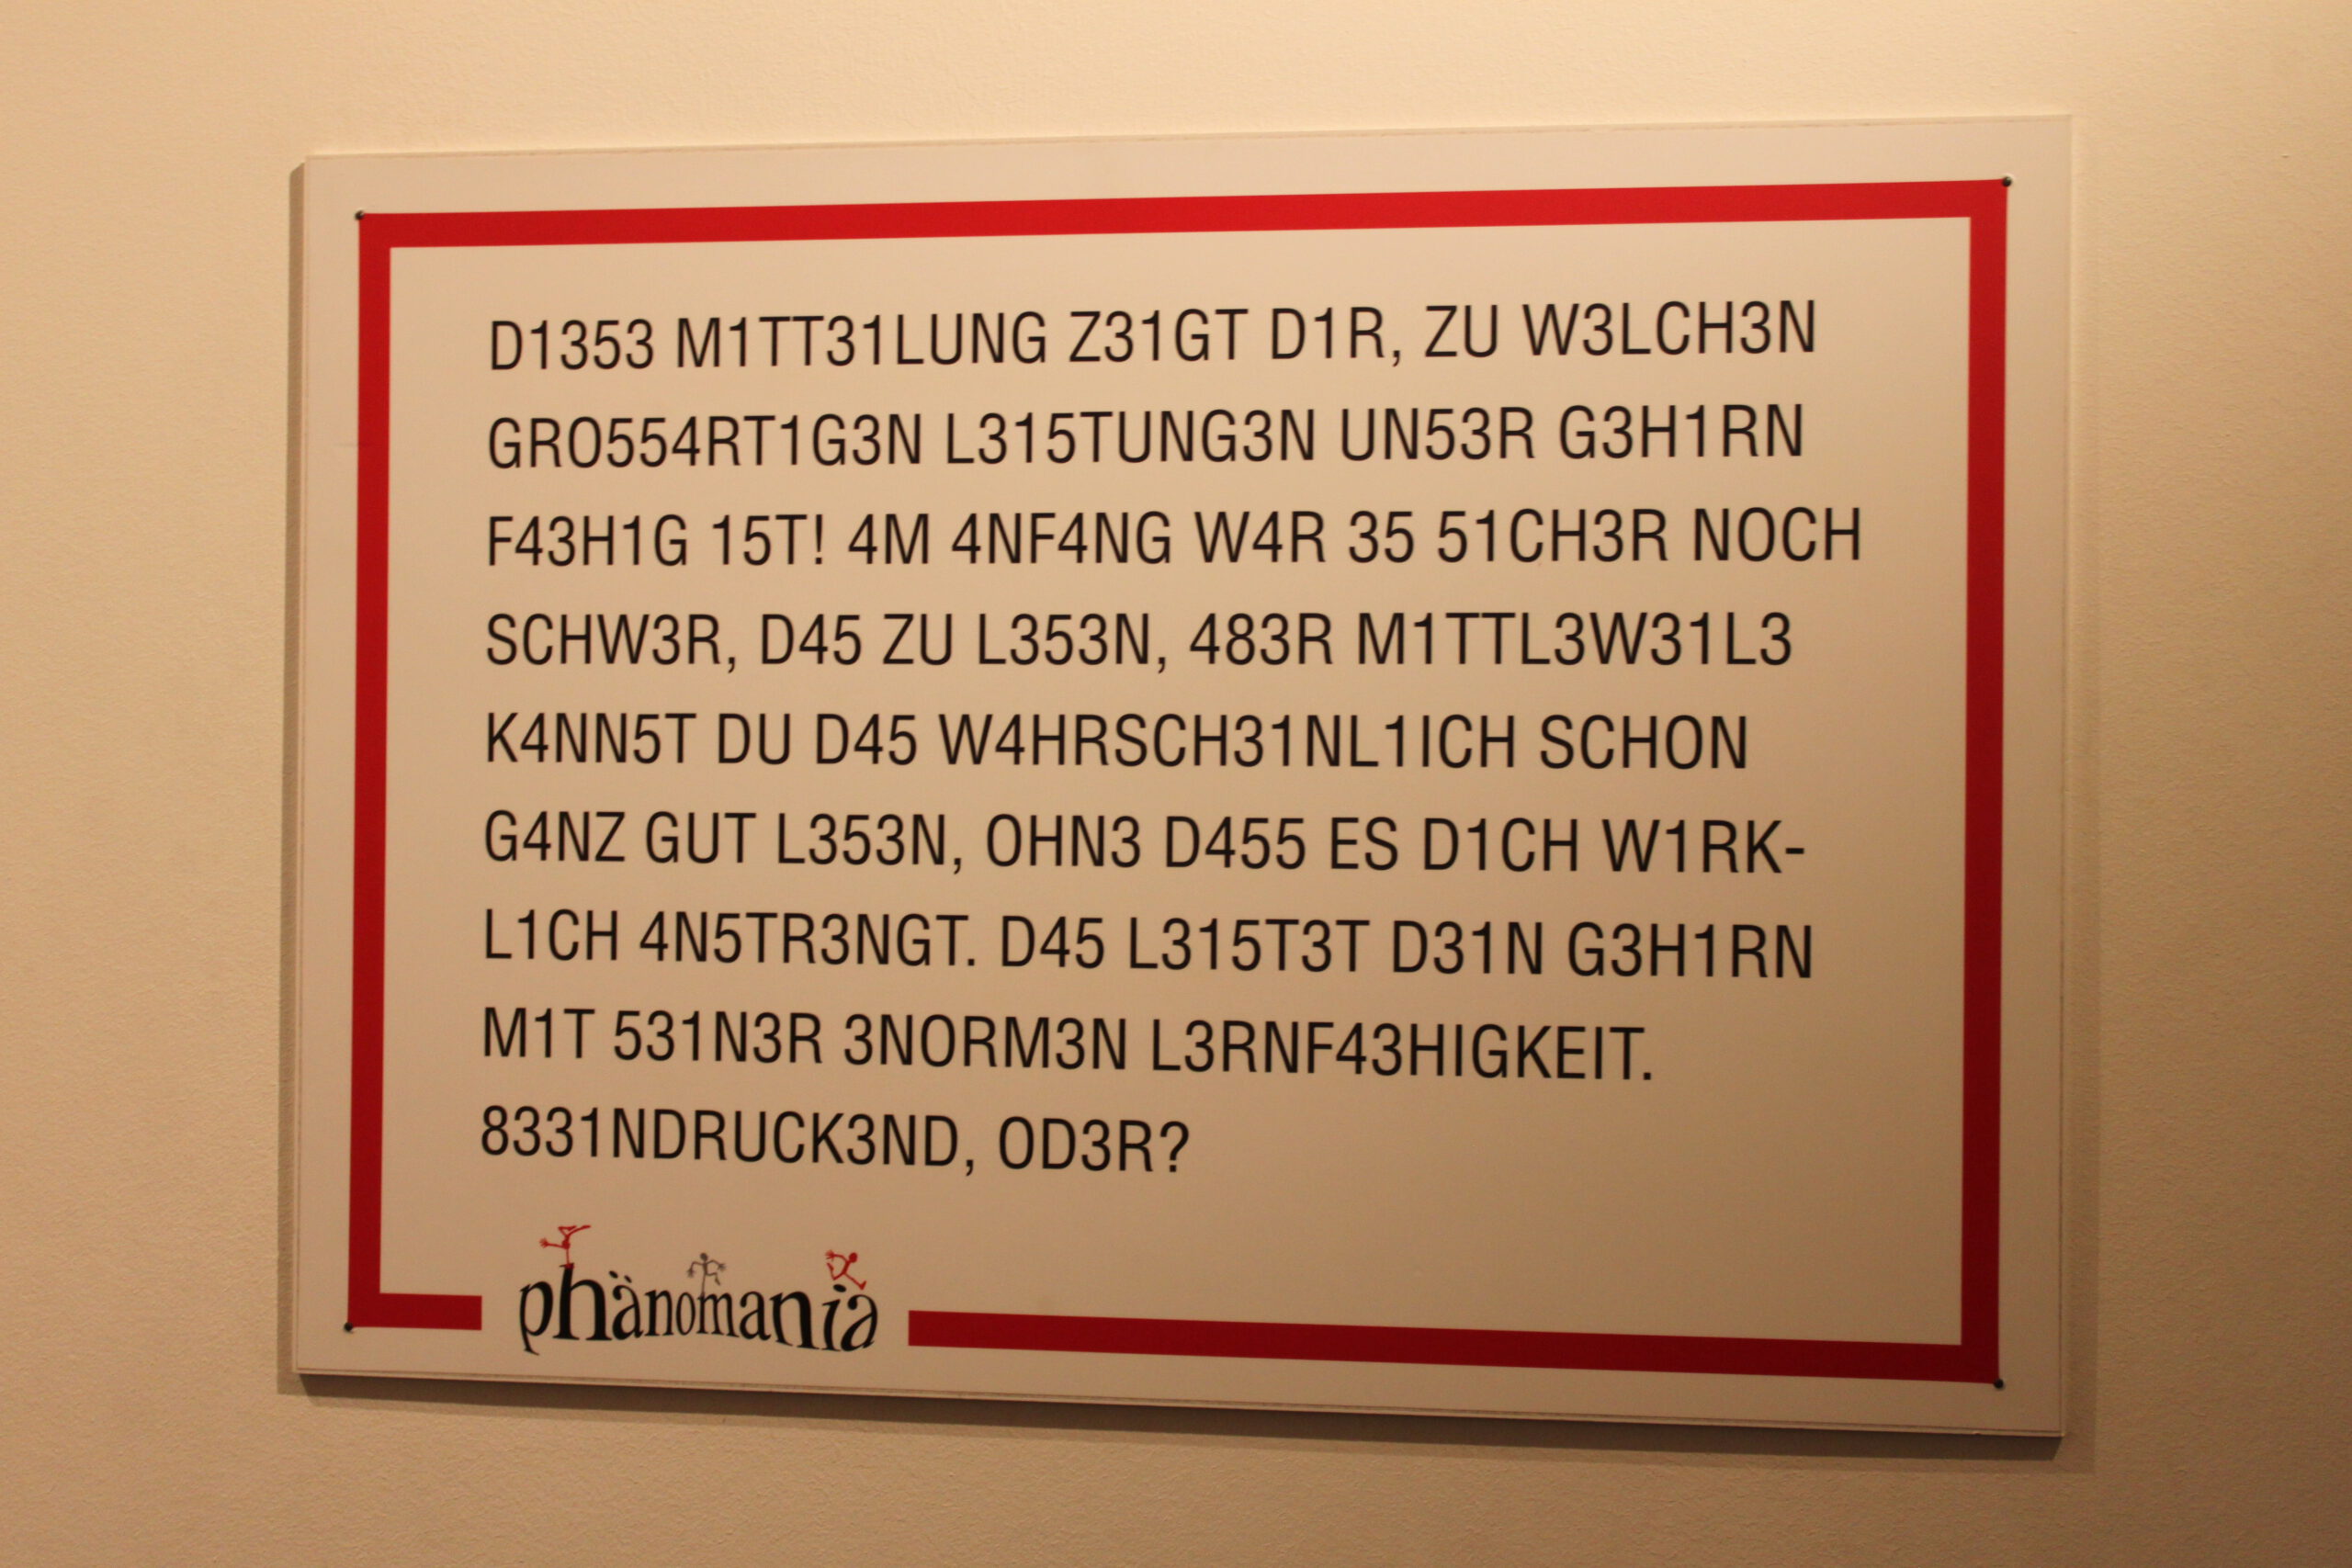 D1353 M1TT31LUNG Z31GT D1R, ZU W3LCH3N
GRO554RT1G3N L315TUNG3N UN53R G3H1RN
F43H1G 15T! 4M 4NF4NG W4R 35 51CH3R NOCH
SCHW3R, D45 ZU L353N, 483R M1TTL3W31L3
K4NN5T DU D45 W4HRSCH31NL1ICH SCHON
G4NZ GUT L353N, OHN3 D455 ES D1CH W1RK-
L1CH 4N5TR3NGT. D45 L315T3T D31N G3H1RN
M1T 531N3R 3NORM3N L3RNF43HIGKEIT.
8331NDRUCK3ND, OD3R?
phänomania